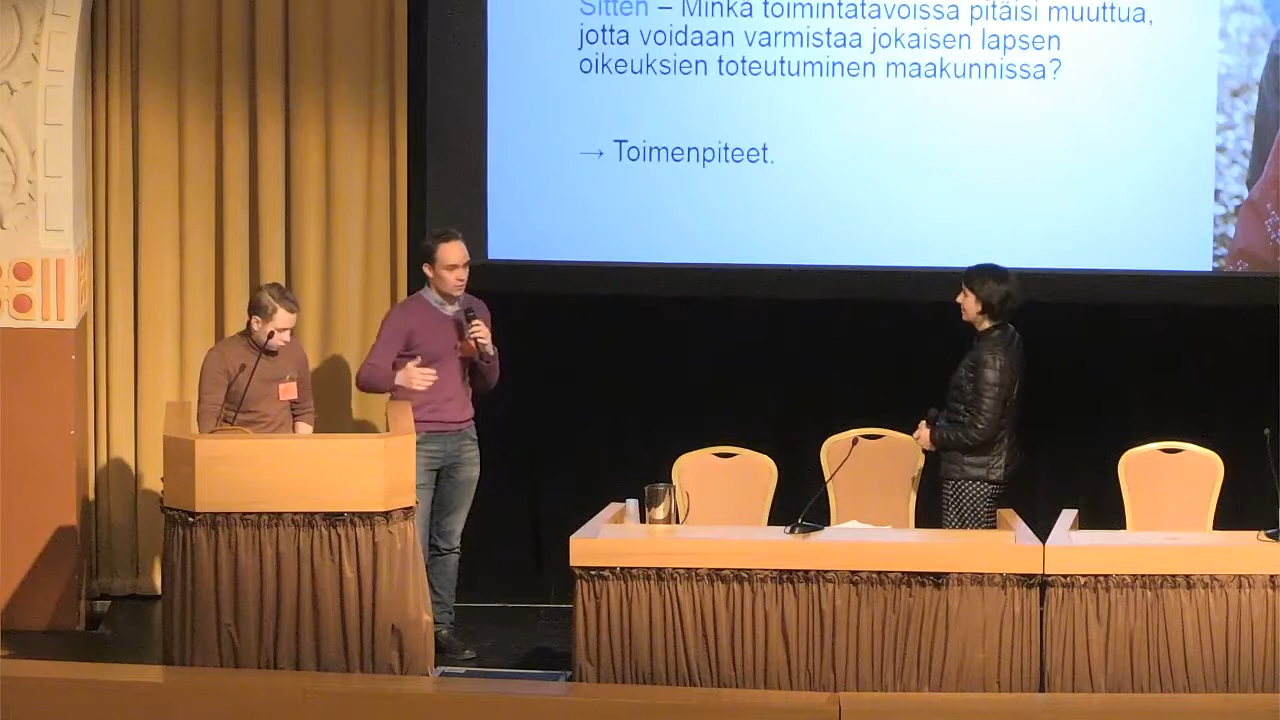 Sitten – Minkä toimintatavoissa pitäisi muuttua,
jotta voidaan varmistaa jokaisen lapsen
oikeuksien toteutuminen maakunnissa?
→ Toimenpiteet.